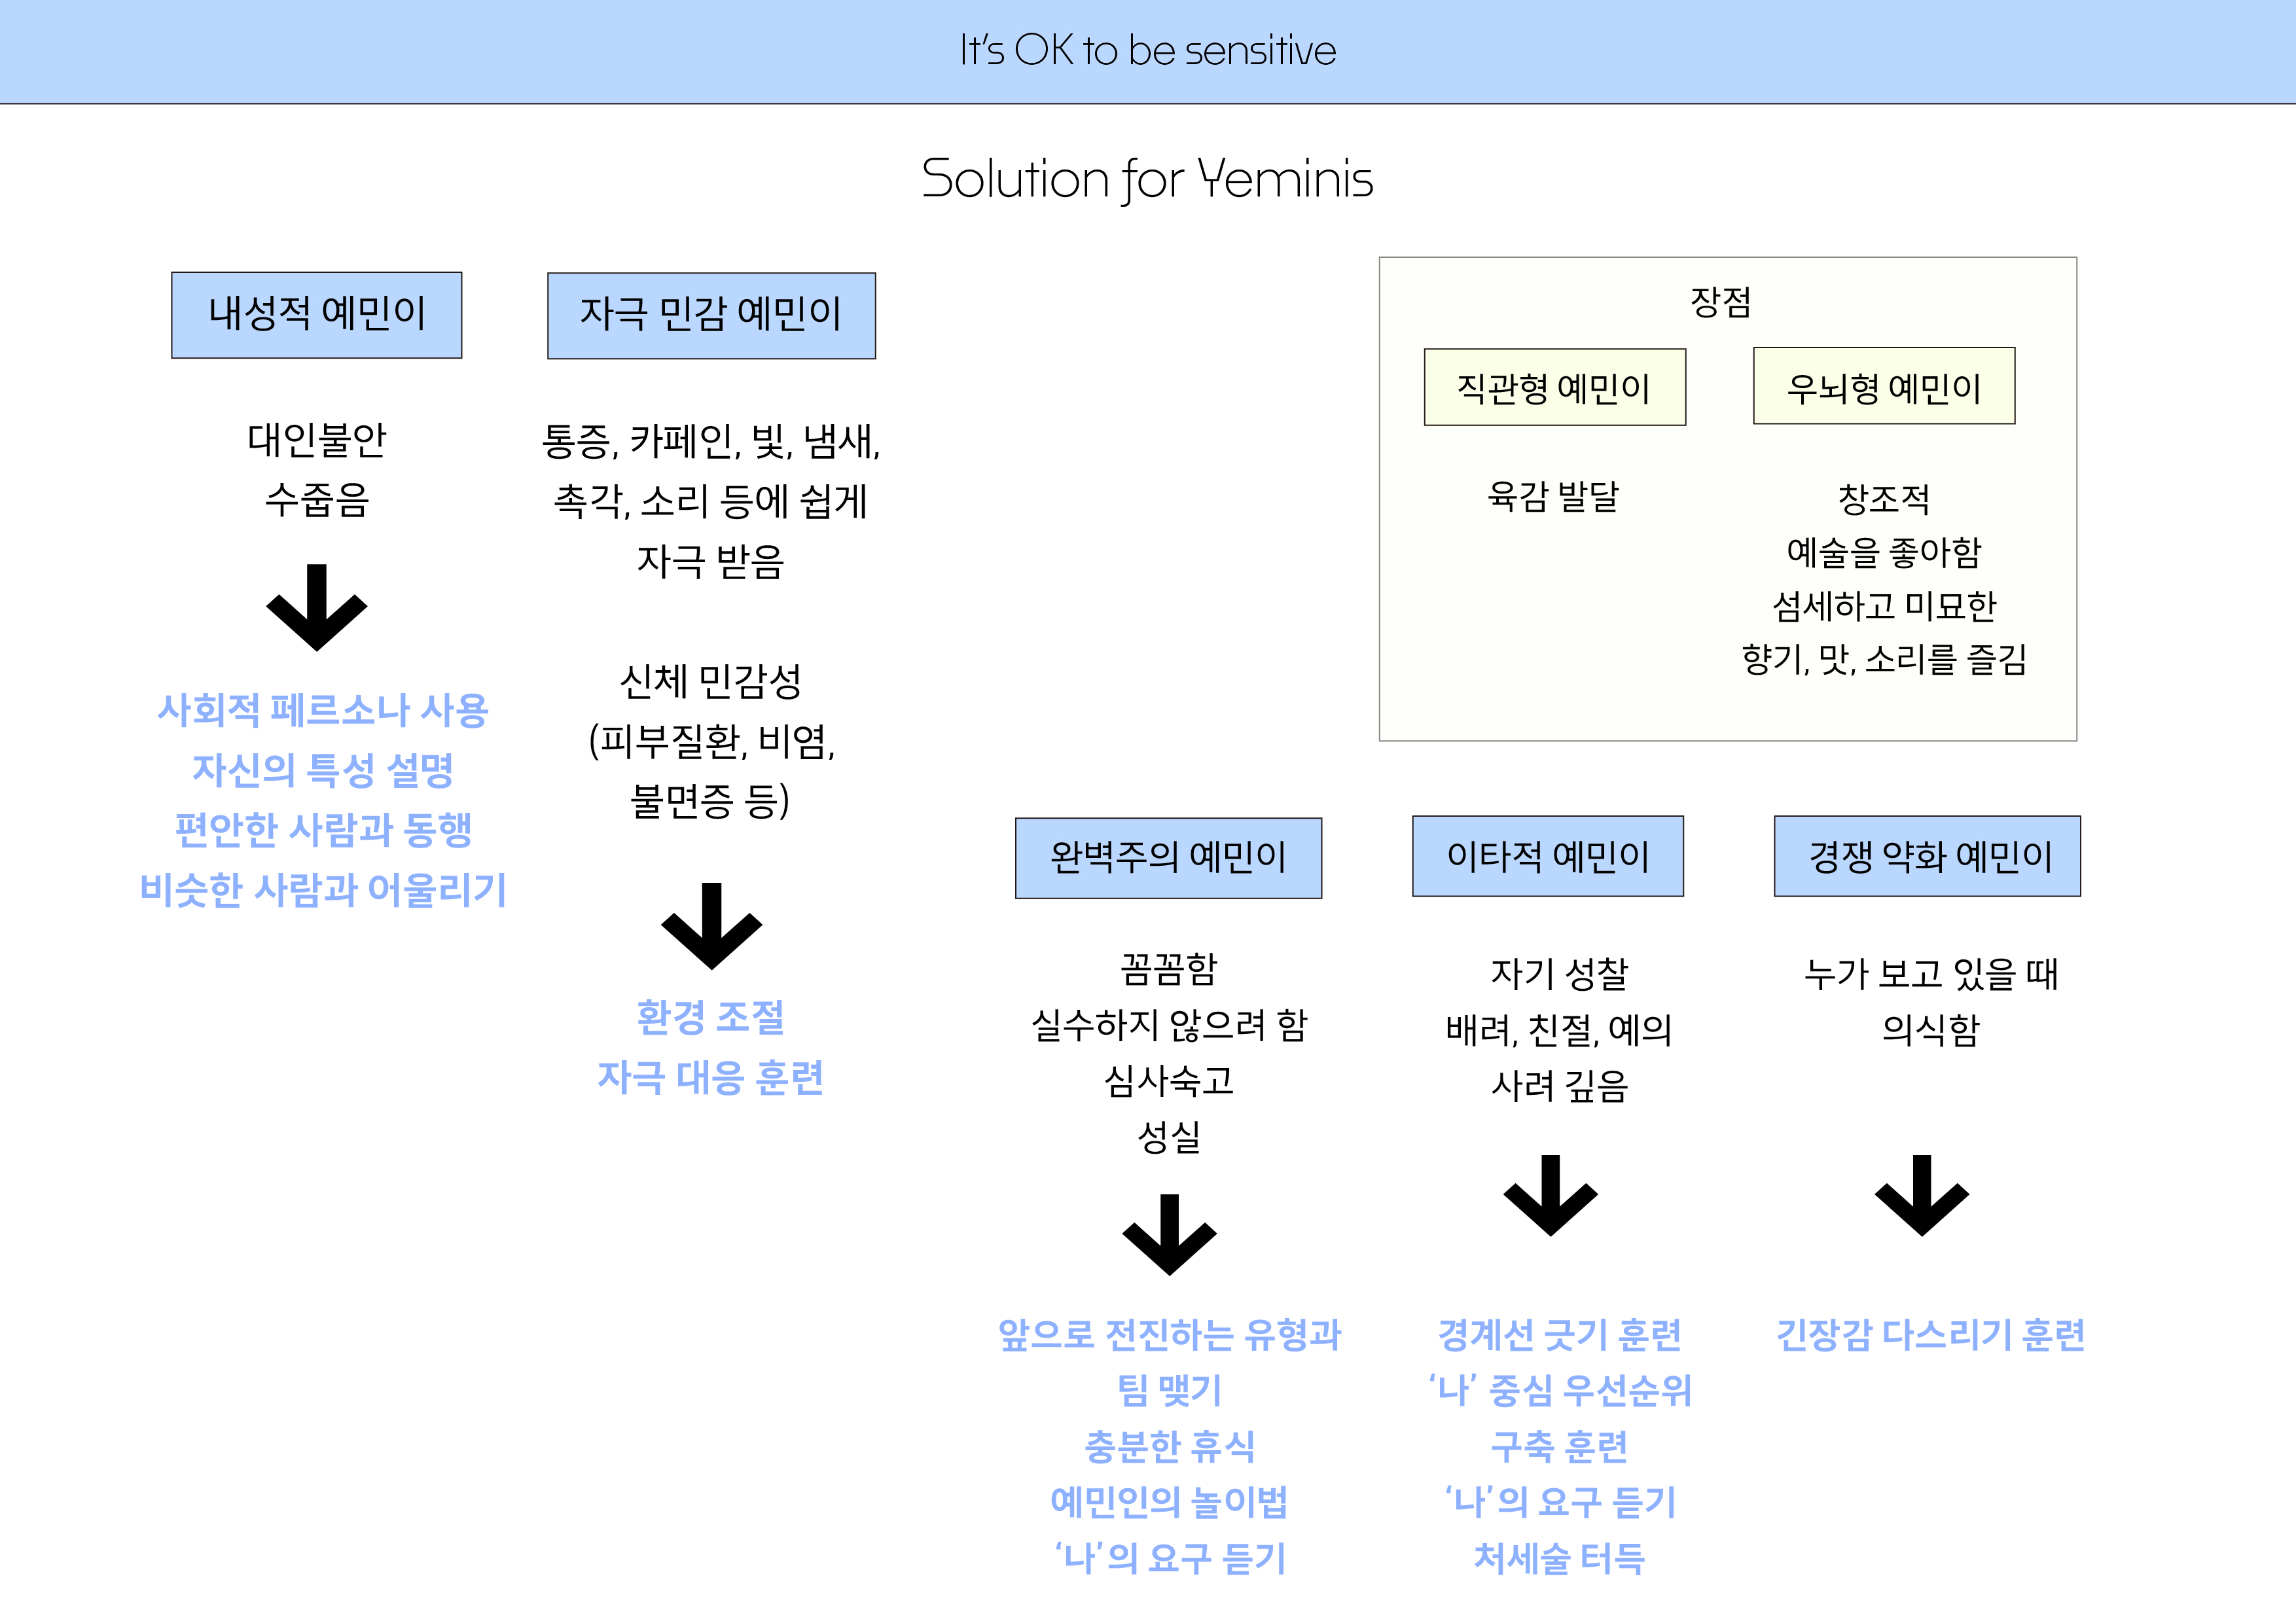 It's OK to be sensitive
Solution for Yeminis
내성적 예민이
대인불안
수줍음
사회적 페르소나 사용
자신의 특성 설명
편안한 사람과 동행
비슷한 사람과 어울리기
자극 민감 예민이
통증, 카페인, 빛, 냄새,
촉각, 소리 등에 쉽게
자극 받음
신체 민감성
(피부질환, 비염,
불면증 등)
환경 조절
자극 대응 훈련
장점
직관형 예민이
육감 발달
우뇌형 예민이
창조적
예술을 좋아함
섬세하고 미묘한
향기, 맛, 소리를 즐김
완벽주의 예민이
꼼꼼함
실수하지 않으려 함
심사숙고
성실
앞으로 전진하는 유형과
팀 맺기
충분한 휴식
예민인의 놀이법
‘나’의 요구 듣기
이타적 예민이
자기 성찰
배려, 친절, 예의
사려 깊음
경계선 긋기 훈련
‘나’ 중심 우선순위
구축 훈련
‘나’의 요구 듣기
처세술 터득
경쟁 약화 예민이
누가 보고 있을 때
의식함
긴장감 다스리기 훈련